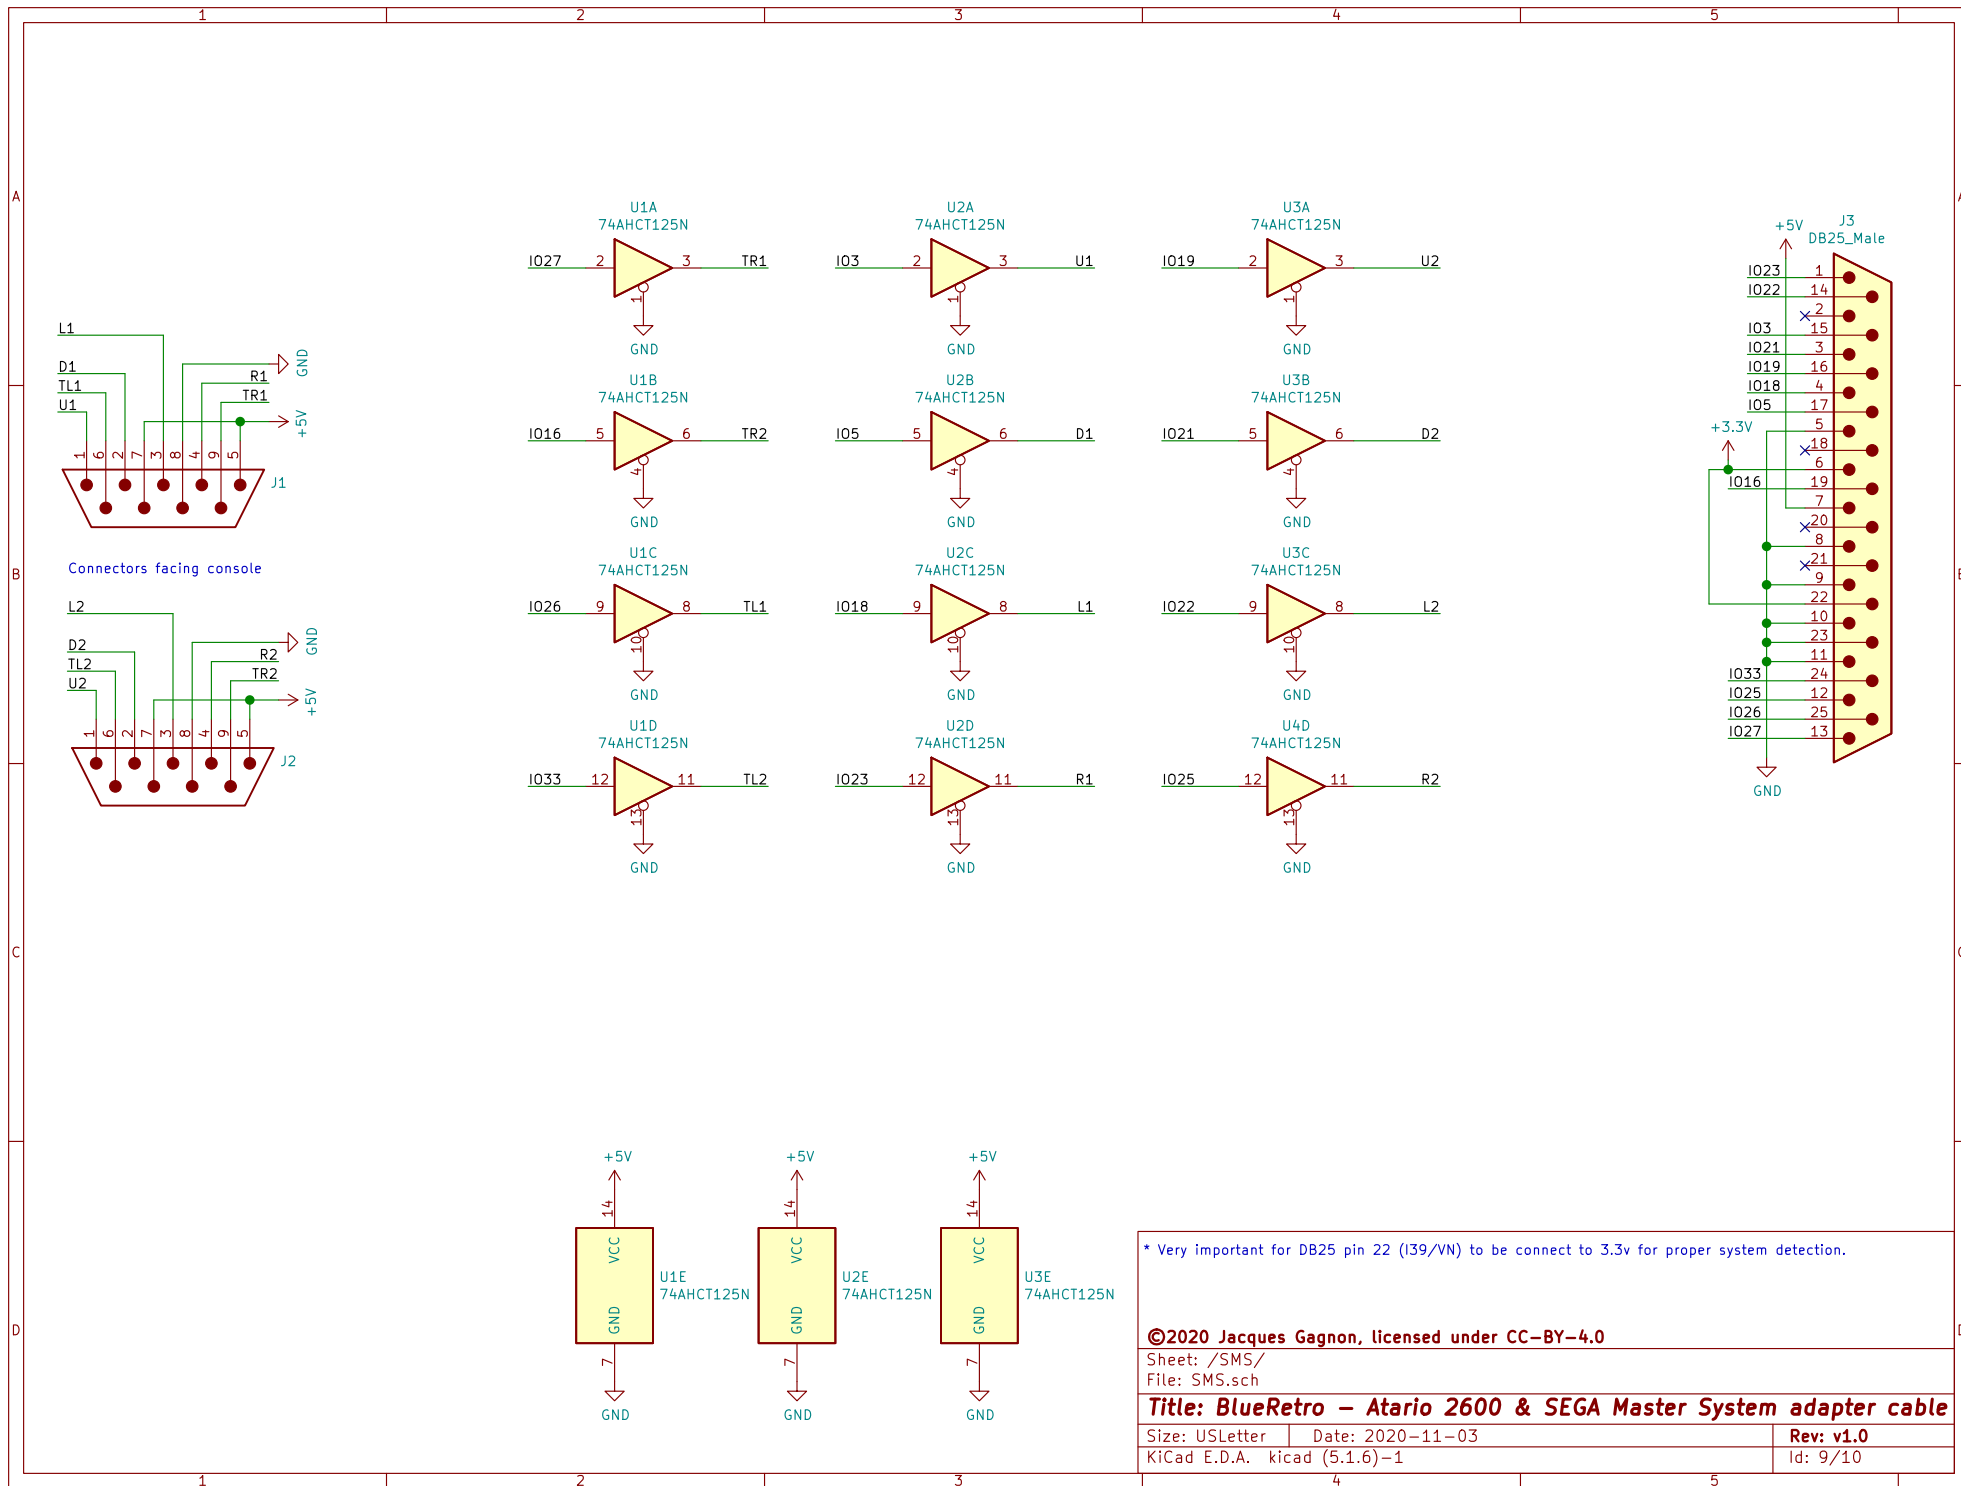 1 2 3 4 5
A
B
C
D
L1
D1
TL1
U1
GND
R1
TR1
+5V
1 6 2 7 3 8 4 9 5
J1
Connectors facing console
L2
D2
TL2
U2
GND
R2
TR2
+5V
1 6 2 7 3 8 4 9 5
J2
U1A
74AHCT125N
IO27 2 3 TR1
1
GND
U2A
74AHCT125N
IO3 2 3 U1
1
GND
U3A
74AHCT125N
IO19 2 3 U2
1
GND
U1B
74AHCT125N
IO16 5 6 TR2
4
GND
U2B
74AHCT125N
IO5 5 6 D1
4
GND
U3B
74AHCT125N
IO21 5 6 D2
4
GND
U1C
74AHCT125N
IO26 9 8 TL1
10
GND
U2C
74AHCT125N
IO18 9 8 L1
10
GND
U3C
74AHCT125N
IO22 9 8 L2
10
GND
U1D
74AHCT125N
IO33 12 11 TL2
13
GND
U2D
74AHCT125N
IO23 12 11 R1
13
GND
U4D
74AHCT125N
IO25 12 11 R2
13
GND
J3
DB25_Male
+5V
IO23 1
IO22 14
2
IO3 15
IO21 3
IO19 16
IO18 4
IO5 17
5
+3.3V
18
6
IO16 19
7
20
8
21
9
22
10
23
11
IO33 24
IO25 12
IO26 25
IO27 13
GND
+5V
14
VCC
GND
U1E
74AHCT125N
7
GND
+5V
14
VCC
GND
U2E
74AHCT125N
7
GND
+5V
14
VCC
GND
U3E
74AHCT125N
7
GND
* Very important for DB25 pin 22 (I39/VN) to be connect to 3.3v for proper system detection.
©2020 Jacques Gagnon, licensed under CC-BY-4.0
Sheet: /SMS/
File: SMS.sch
Title: BlueRetro – Atario 2600 & SEGA Master System adapter cable
Size: USLetter Date: 2020-11-03 Rev: v1.0
KiCad E.D.A. kicad (5.1.6)-1 Id: 9/10
1 2 3 4 5